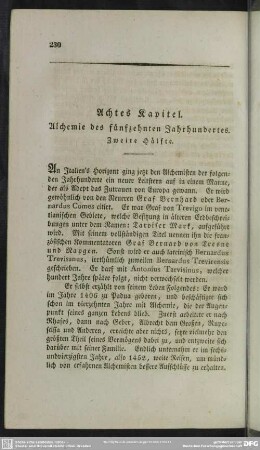 230
Achtes Kapitel.
Alchemie des fünfzehnten Jahrhundertes.
Zweite Hälfte.
An Italien's Horizont ging jetzt den Alchemisten der folgen-
den Jahrhunderte ein neuer Leitstern auf in einem Manne,
der als Adept das Zutrauen von Europa gewann. Er wird
gewöhnlich von den Neueren Graf Bernhard oder Ber-
nardus Comes citirt. Er war Graf von Trevigo im vene-
tianischen Gebiete, welche Besitzung in älteren Erdbeschrei-
bungen unter dem Namen Tarviser Mark, aufgeführt
wird. Mit seinem vollständigen Titel nennen ihn die fran-
zösischen Kommentatoren Graf Bernard von Trevne
und Naygen. Sonst wird er auch lateinisch Bernardus
Trevirensis, irrthümlich zuweilen Bernardus Trevirensis
geschrieben. Er darf mit Antonius Tarvisinus, welcher
hundert Jahre später folgt, nicht verwechselt werden.
Er selbst erzählt von seinem Leben Folgendes: Er ward
im Jahre 1406 zu Padua geboren, und beschäftigte sich
schon im vierzehnten Jahre mit Alchemie, die der Augen-
punkt seines ganzen Lebens blieb. Zuerst arbeitete er nach
Rhases, dann nach Geber, Albrecht dem Großen, Rupe-
scissa und Anderen, erreichte aber nichts, setzte vielmehr den
größten Theil seines Vermögens dabei zu, und entzweite sich
darüber mit seiner Familie. Endlich unternahm er im sechs-
undvierzigsten Jahre, also 1452, weite Reisen, um münd-
lich von erfahrenen Alchemisten bessere Aufschlüsse zu erhalten.